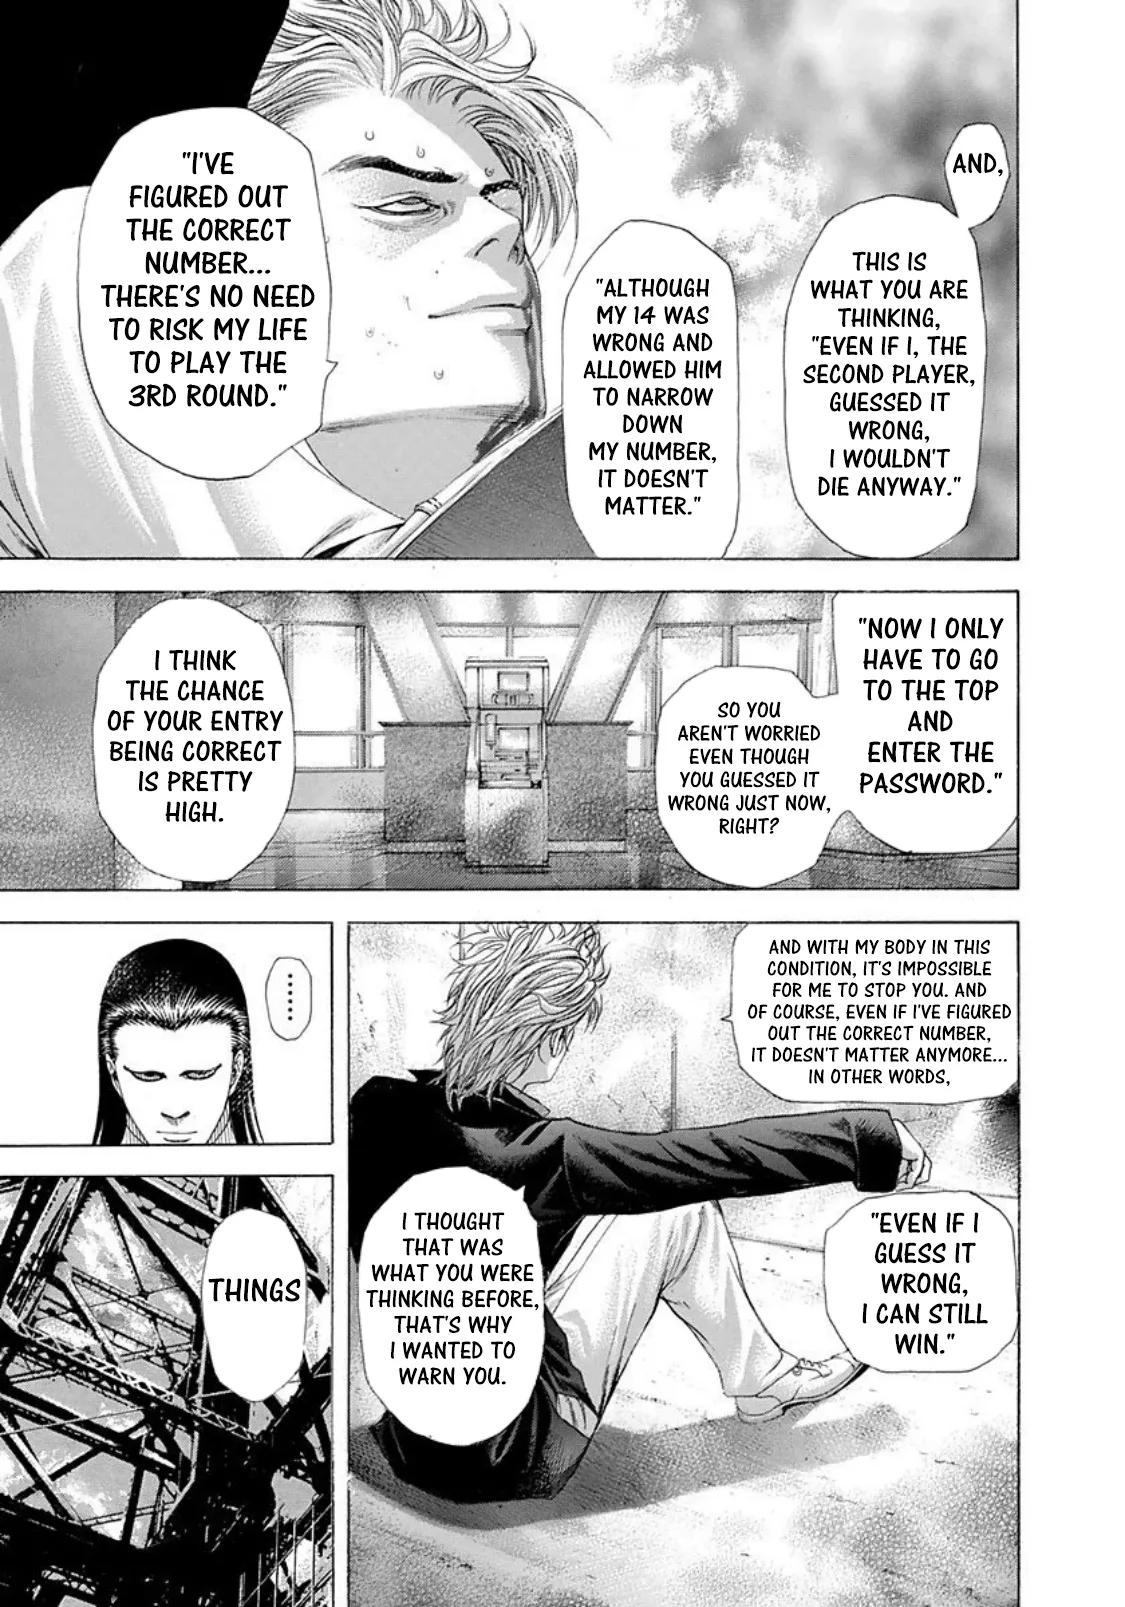 AND,
THIS IS
WHAT YOU ARE
THINKING,
"EVEN IF I, THE
SECOND PLAYER,
GUESSED IT
WRONG,
I WOULDN'T
DIE ANYWAY."
"ALTHOUGH
MY 14 WAS
WRONG AND
ALLOWED HIM
TO NARROW
DOWN
MY NUMBER,
IT DOESN'T
MATTER."
"I'VE
FIGURED OUT
THE CORRECT
NUMBER...
THERE'S NO NEED
TO RISK MY LIFE
TO PLAY THE
3RD ROUND."
"NOW I ONLY
HAVE TO GO
TO THE TOP
AND
ENTER THE
PASSWORD."
SO YOU
AREN'T WORRIED
EVEN THOUGH
YOU GUESSED IT
WRONG JUST NOW,
RIGHT?
I THINK
THE CHANCE
OF YOUR ENTRY
BEING CORRECT
IS PRETTY
HIGH.
AND WITH MY BODY IN THIS
CONDITION, IT'S IMPOSSIBLE
FOR ME TO STOP YOU. AND
OF COURSE, EVEN IF I'VE FIGURED
OUT THE CORRECT NUMBER,
IT DOESN'T MATTER ANYMORE...
IN OTHER WORDS,
"EVEN IF I
GUESS IT
WRONG,
I CAN STILL
WIN."
I THOUGHT
THAT WAS
WHAT YOU WERE
THINKING BEFORE,
THAT'S WHY
I WANTED TO
WARN YOU.
......
THINGS